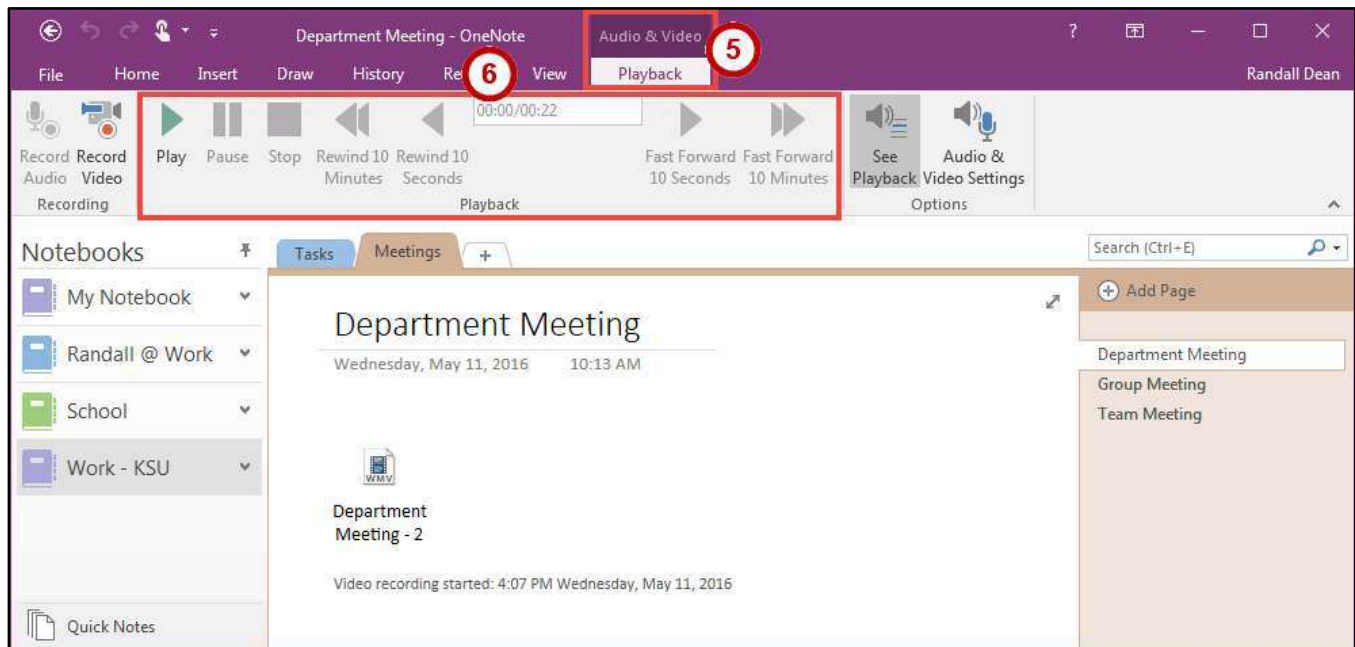 Department Meeting - OneNote
Audio & Video
5
?
File
Home
Insert
Draw
History
Re
6
View
Playback
Randall Dean
Record Audio
Record Video
Play
Pause
Stop
Rewind 10 Minutes
Rewind 10 Seconds
00:00/00:22
Fast Forward 10 Seconds
Fast Forward 10 Minutes
See Playback
Audio & Video Settings
Recording
Playback
Options
Notebooks
Tasks
Meetings
+
Search (Ctrl+E)
My Notebook
Randall @ Work
School
Work - KSU
Quick Notes
Department Meeting
Wednesday, May 11, 2016
10:13 AM
WMV
Department
Meeting - 2
Video recording started: 4:07 PM Wednesday, May 11, 2016
Add Page
Department Meeting
Group Meeting
Team Meeting